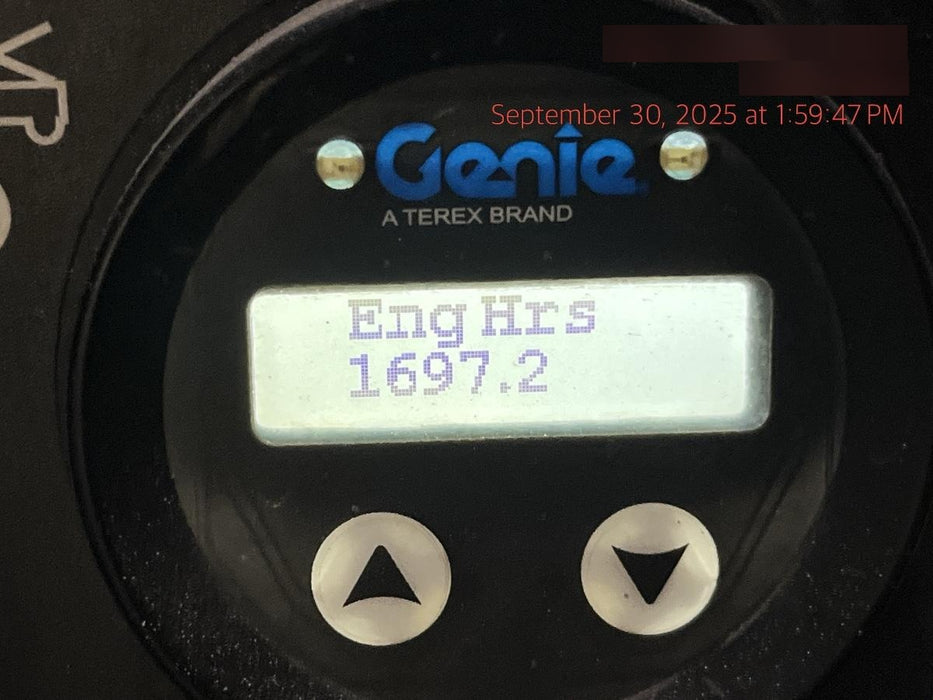 September 30, 2025 at 1:59:47 PM
Genie
A TEREX BRAND
Eng Hrs
1697.2